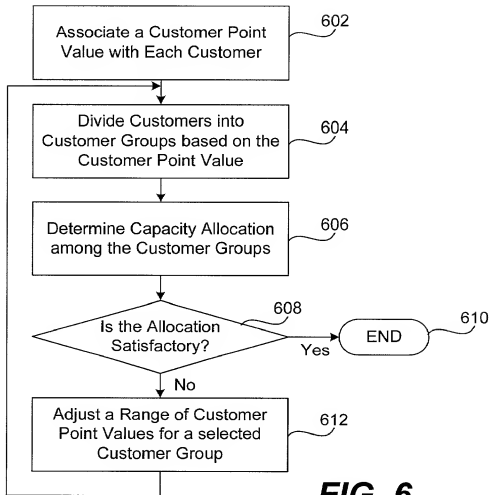 Associate a Customer Point
Value with Each Customer
602
Divide Customers into
Customer Groups based on the
Customer Point Value
604
Determine Capacity Allocation
among the Customer Groups
606
Is the Allocation
Satisfactory?
608
Yes
END
610
No
Adjust a Range of Customer
Point Values for a selected
Customer Group
612
FIG. 6